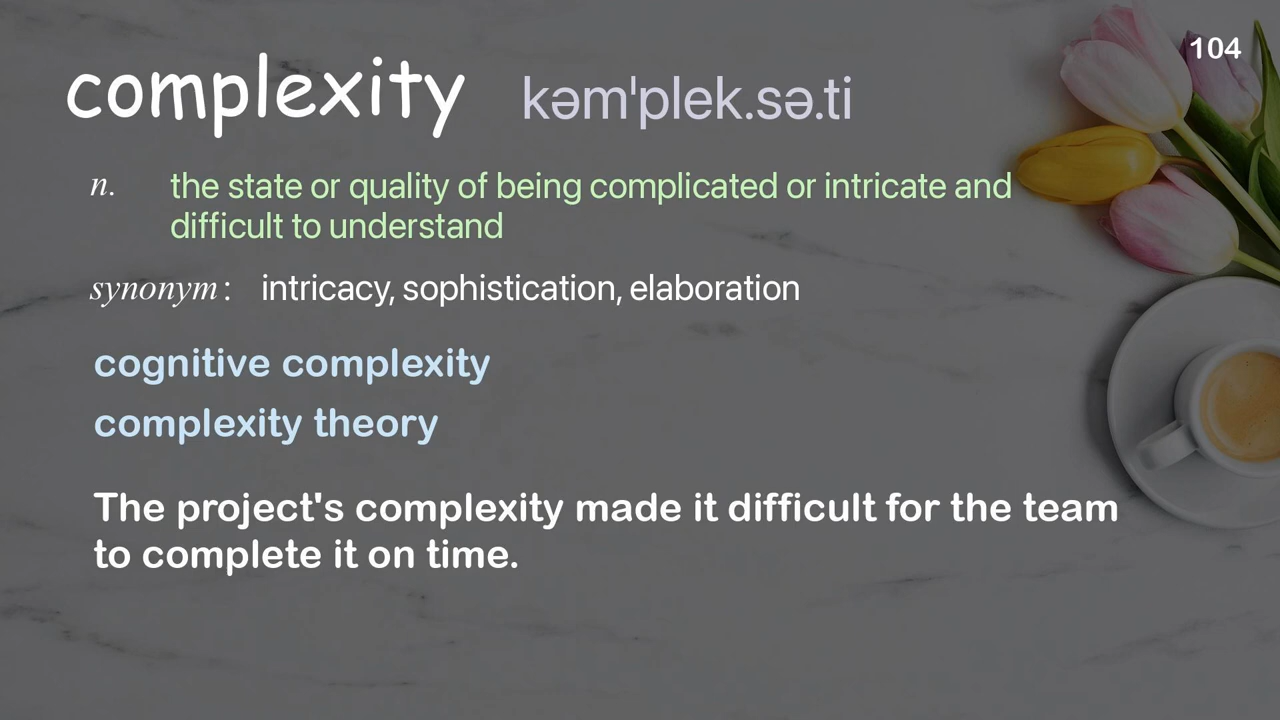 104
complexity kəm'plek.sə.ti
n. the state or quality of being complicated or intricate and
difficult to understand
synonym: intricacy, sophistication, elaboration
cognitive complexity
complexity theory
The project's complexity made it difficult for the team
to complete it on time.